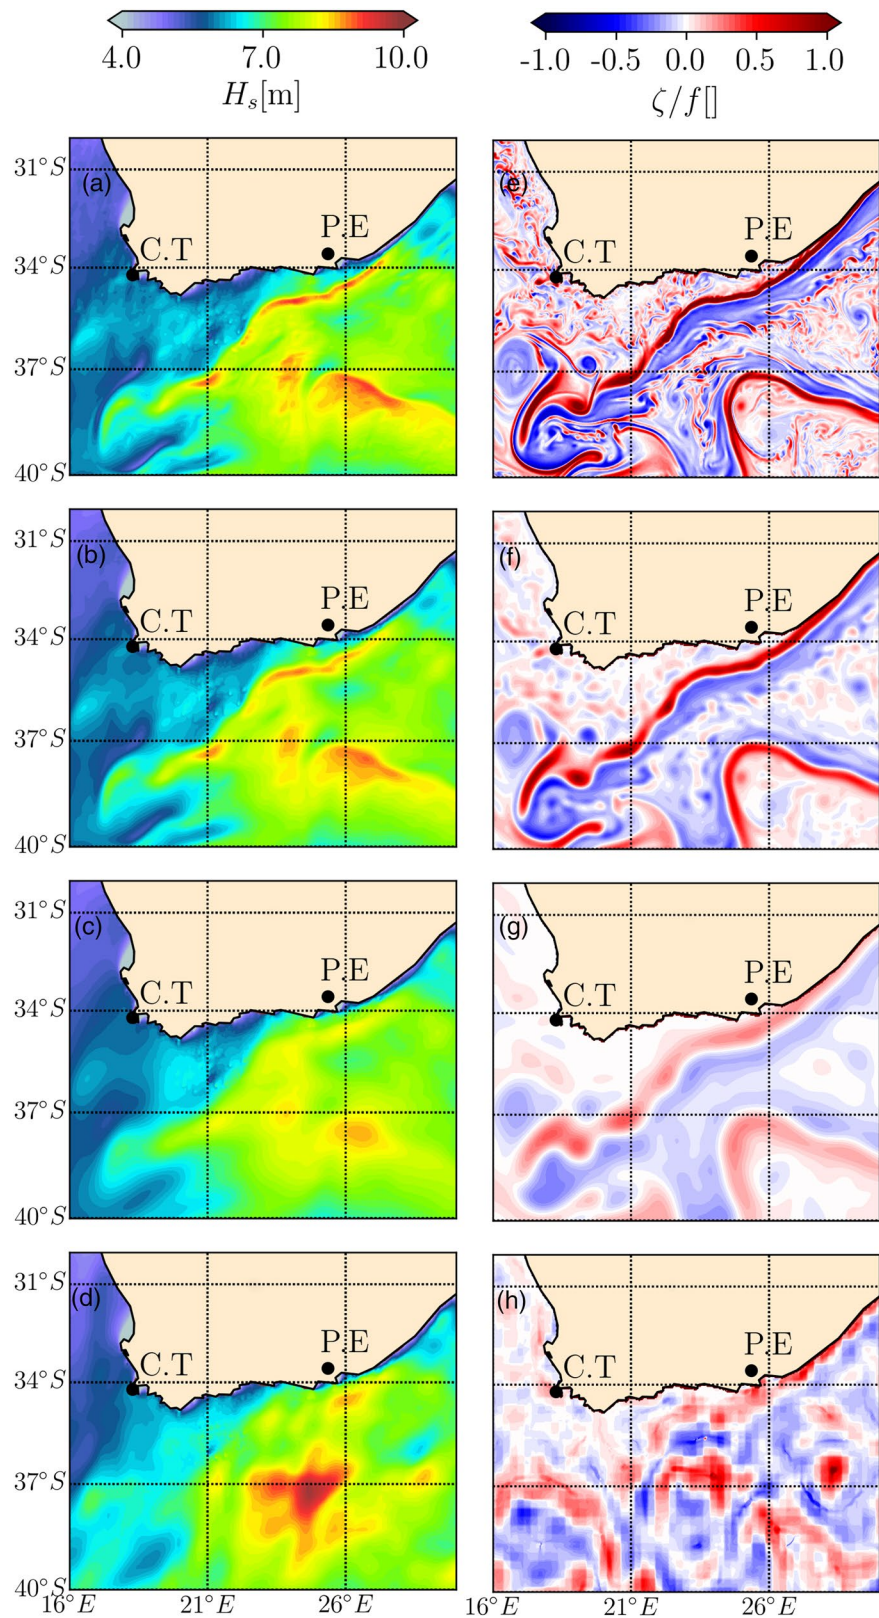 4.0 7.0 10.0
H_s[m]
-1.0 -0.5 0.0 0.5 1.0
ζ/f[]
31°S
(a)
P.E
C.T
34°S
37°S
40°S
(e)
P.E
C.T
31°S
(b)
P.E
C.T
34°S
37°S
40°S
(f)
P.E
C.T
31°S
(c)
P.E
C.T
34°S
37°S
40°S
(g)
P.E
C.T
31°S
(d)
P.E
C.T
34°S
37°S
40°S
16°E 21°E 26°E
(h)
P.E
C.T
16°E 21°E 26°E